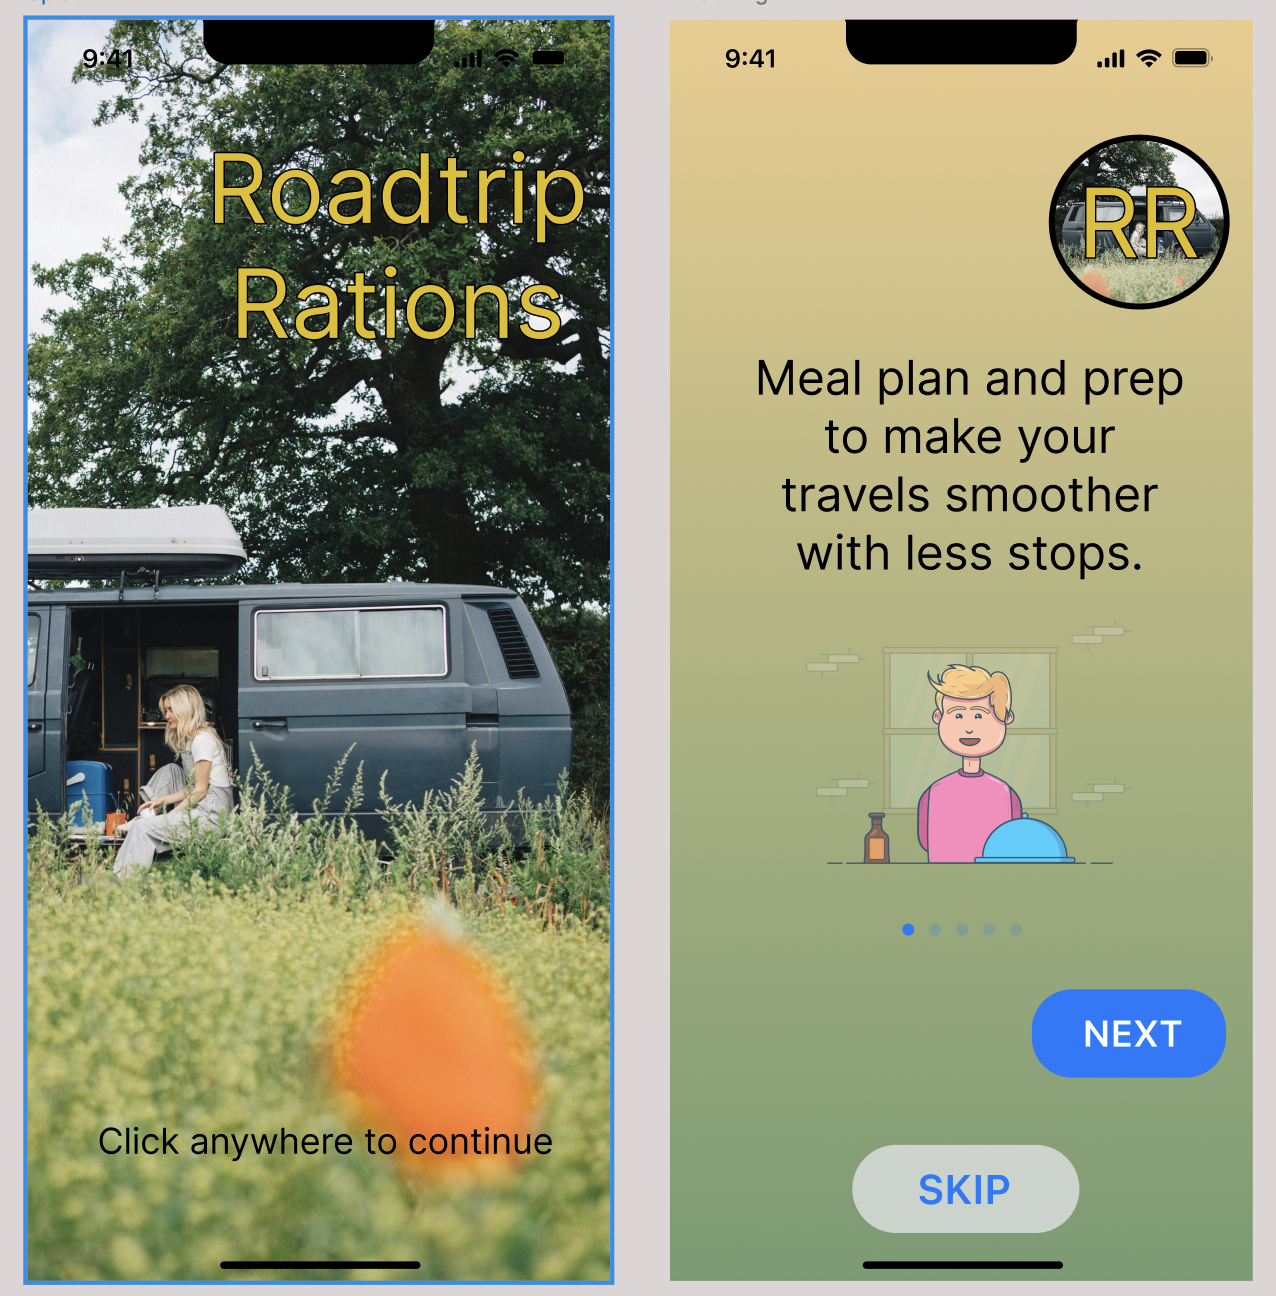 9:41
Roadtrip
Rations
Click anywhere to continue
9:41
RR
Meal plan and prep
to make your
travels smoother
with less stops.
NEXT
SKIP